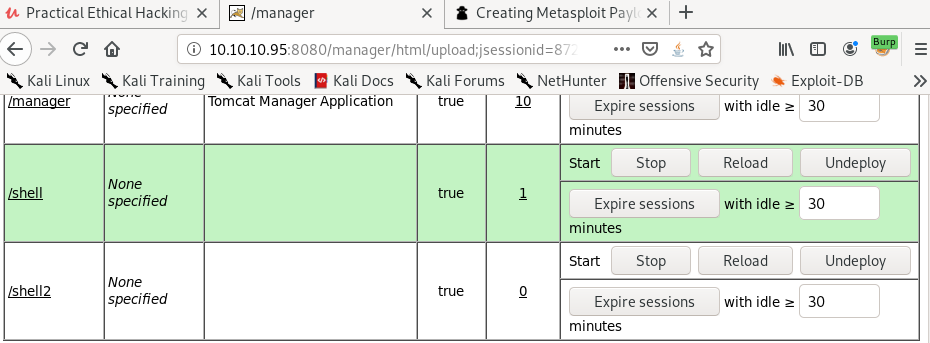 Practical Ethical Hacking
/manager
Creating Metasploit Paylo
10.10.10.95:8080/manager/html/upload;jsessionid=872
Burp
Kali Linux Kali Training Kali Tools Kali Docs Kali Forums NetHunter Offensive Security Exploit-DB
/manager None specified Tomcat Manager Application true 10 Expire sessions with idle ≥ 30
minutes
Start Stop Reload Undeploy
/shell None specified true 1
Expire sessions with idle ≥ 30
minutes
Start Stop Reload Undeploy
/shell2 None specified true 0
Expire sessions with idle ≥ 30
minutes